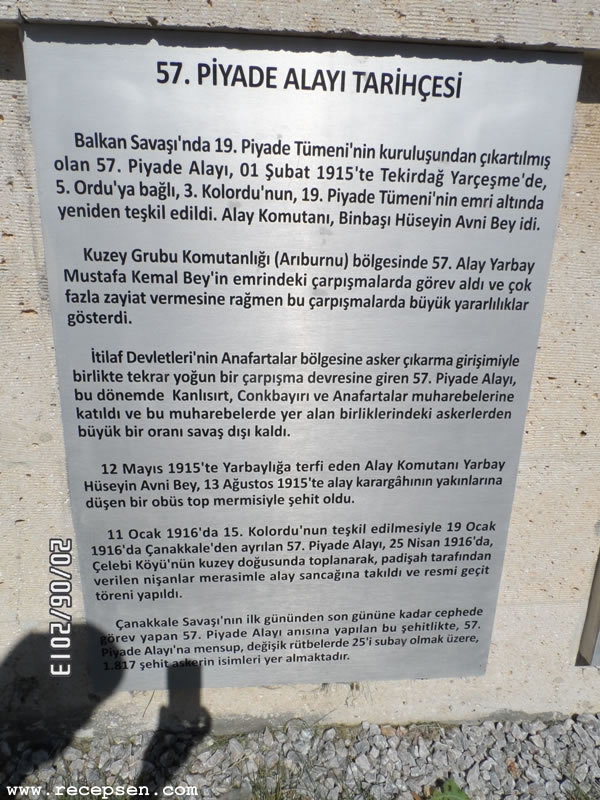 57. PİYADE ALAYI TARİHÇESİ
Balkan Savaşı'nda 19. Piyade Tümeni'nin kuruluşundan çıkartılmış
olan 57. Piyade Alayı, 01 Şubat 1915'te Tekirdağ Yarçeşme'de,
5. Ordu'ya bağlı, 3. Kolordu'nun, 19. Piyade Tümeni'nin emri altında
yeniden teşkil edildi. Alay Komutanı, Binbaşı Hüseyin Avni Bey idi.
Kuzey Grubu Komutanlığı (Arıburnu) bölgesinde 57. Alay Yarbay
Mustafa Kemal Bey'in emrindeki çarpışmalarda görev aldı ve çok
fazla zayiat vermesine rağmen bu çarpışmalarda büyük yararlılıklar
gösterdi.
İtilaf Devletleri'nin Anafartalar bölgesine asker çıkarma girişimiyle
birlikte tekrar yoğun bir çarpışma devresine giren 57. Piyade Alayı,
bu dönemde Kanlısırt, Conkbayırı ve Anafartalar muharebelerine
katıldı ve bu muharebelerde yer alan birliklerindeki askerlerden
büyük bir oranı savaş dışı kaldı.
12 Mayıs 1915'te Yarbaylığa terfi eden Alay Komutanı Yarbay
Hüseyin Avni Bey, 13 Ağustos 1915'te alay karargâhının yakınlarına
düşen bir obüs top mermisiyle şehit oldu.
11 Ocak 1916'da 15. Kolordu'nun teşkil edilmesiyle 19 Ocak
1916'da Çanakkale'den ayrılan 57. Piyade Alayı, 25 Nisan 1916'da,
Çelebi Köyü'nün kuzey doğusunda toplanarak, padişah tarafından
verilen nişanlar merasimle alay sancağına takıldı ve resmi geçit
töreni yapıldı.
Çanakkale Savaşı'nın ilk gününden son gününe kadar cephede
görev yapan 57. Piyade Alayı anısına yapılan bu şehitlikte, 57.
Piyade Alayı'na mensup, değişik rütbelerde 25'i subay olmak üzere,
1.817 şehit askerin isimleri yer almaktadır.
20/06/2013
www.recepsen.com